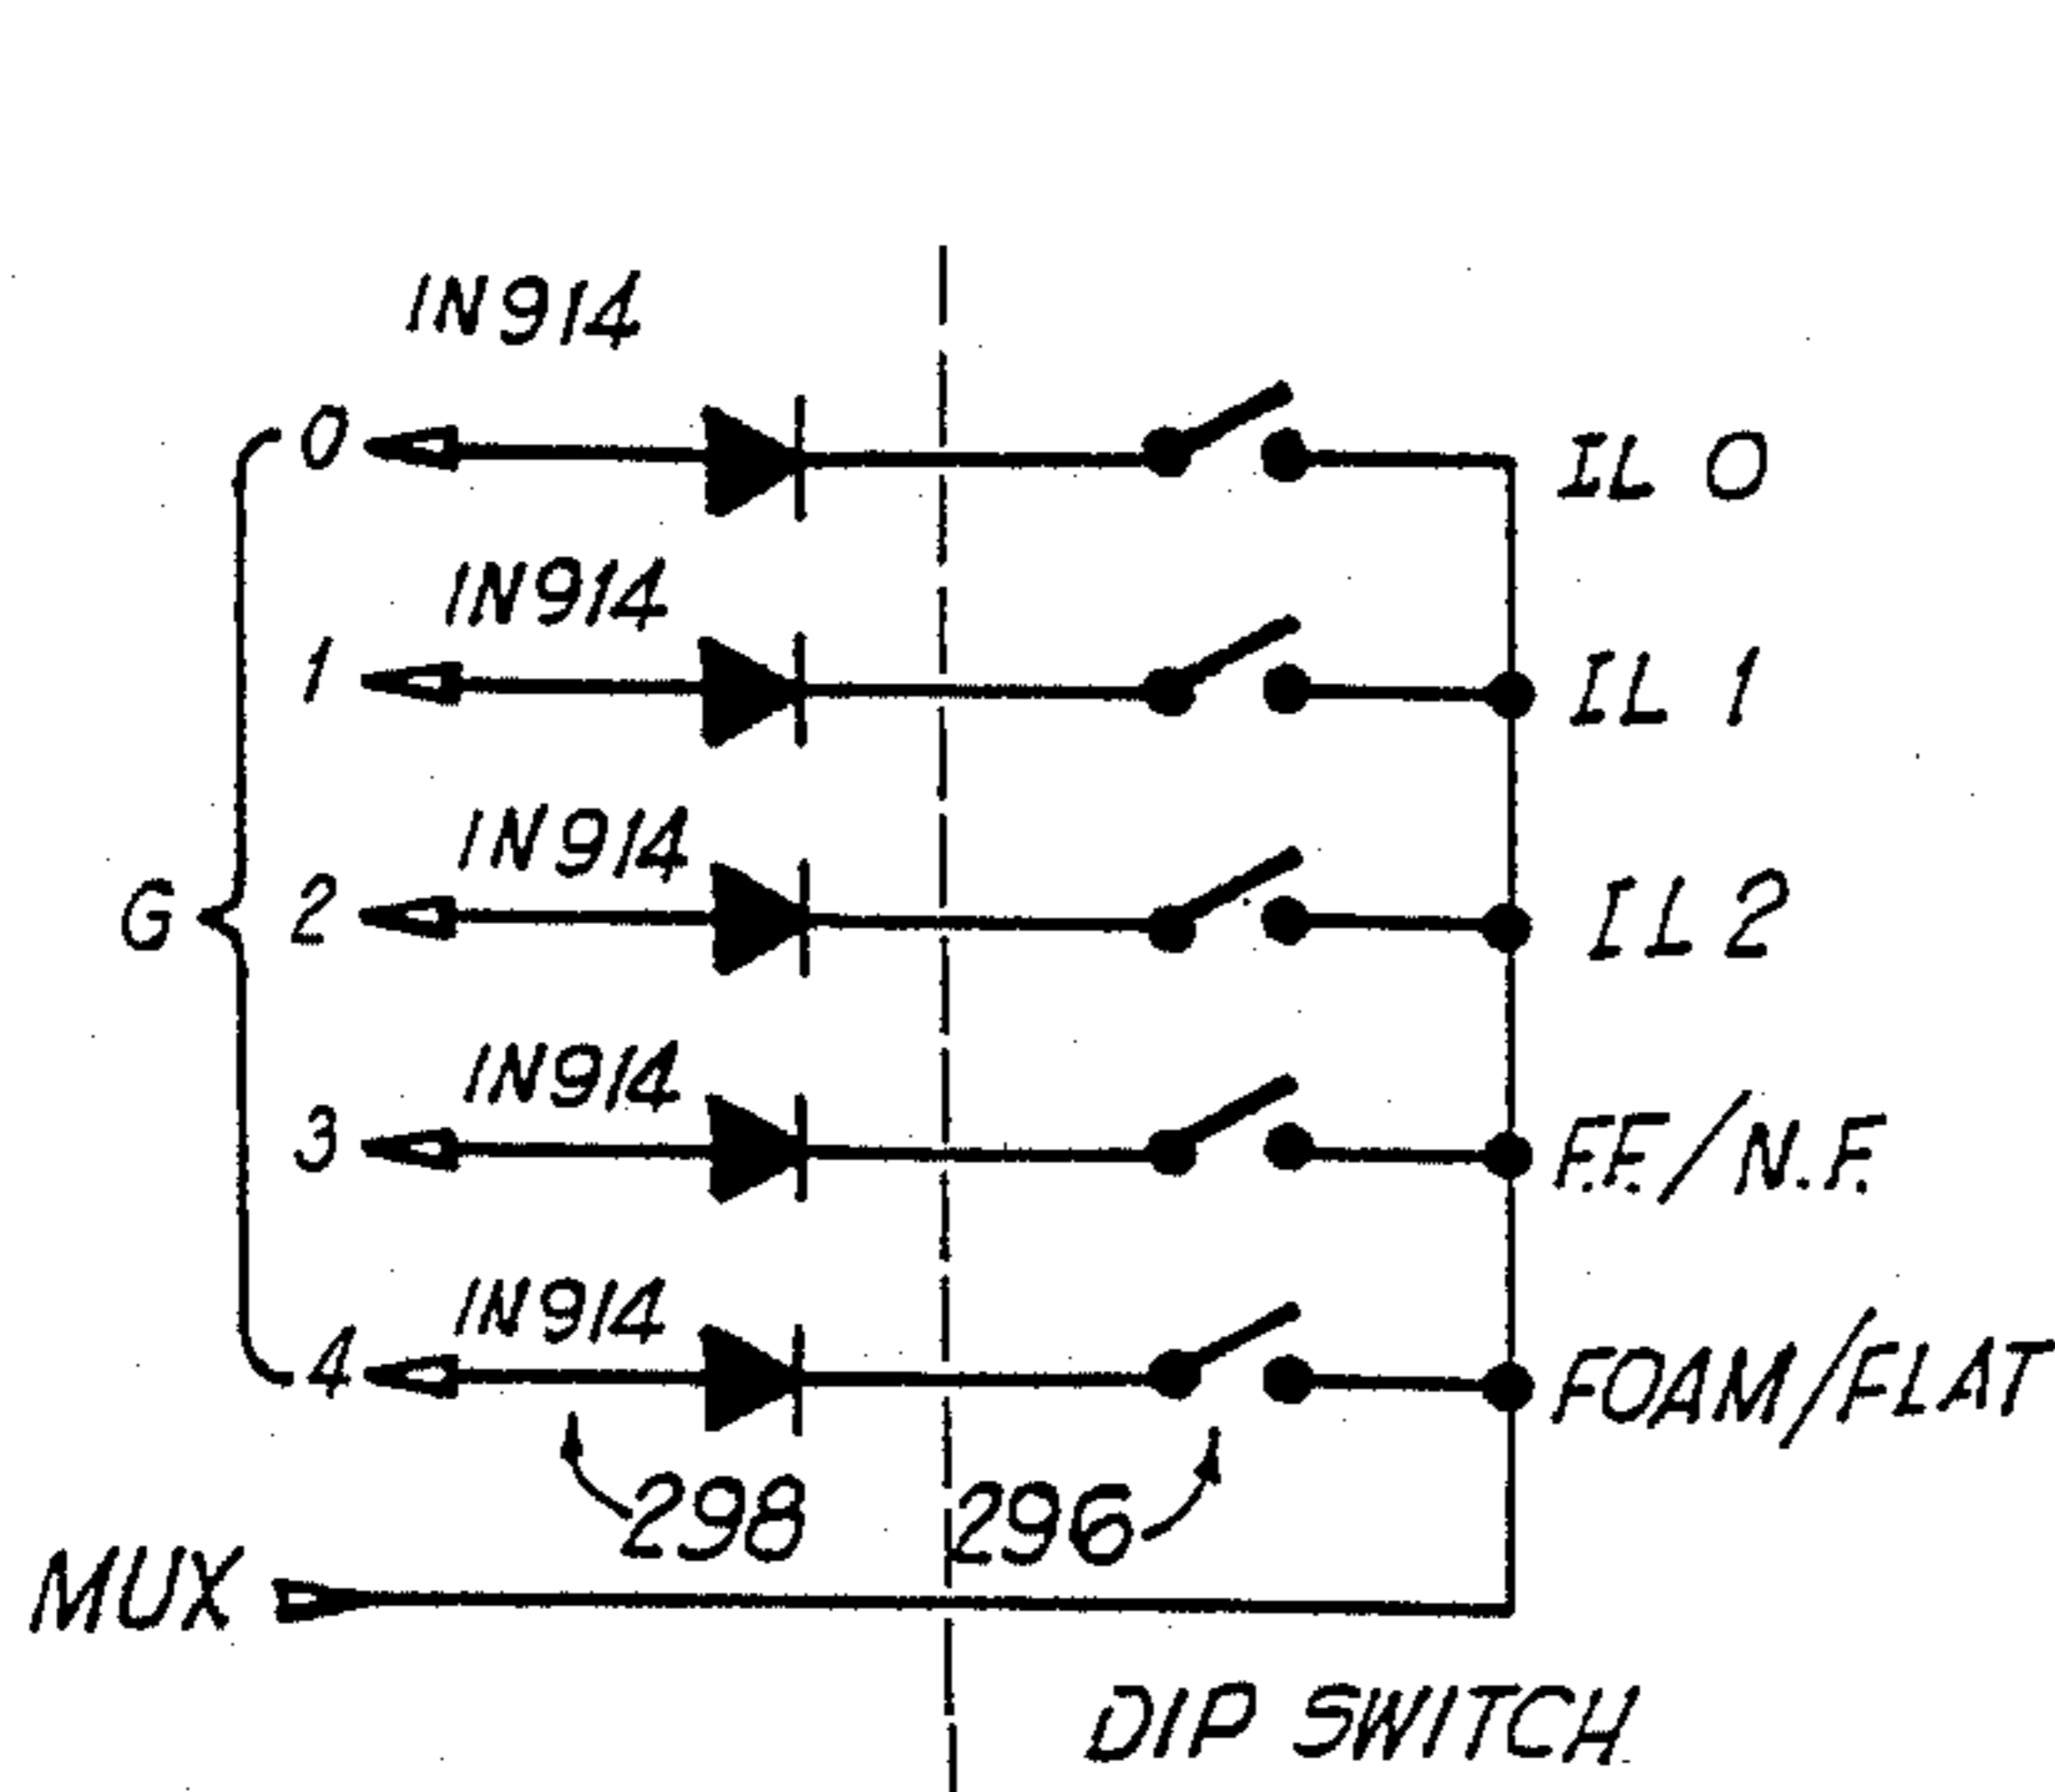 IN914
0 IL 0
IN914
1 IL 1
IN914
G 2 IL 2
IN914
3 F.F./N.F.
IN914
4 FOAM/FLAT
298 296
MUX
DIP SWITCH